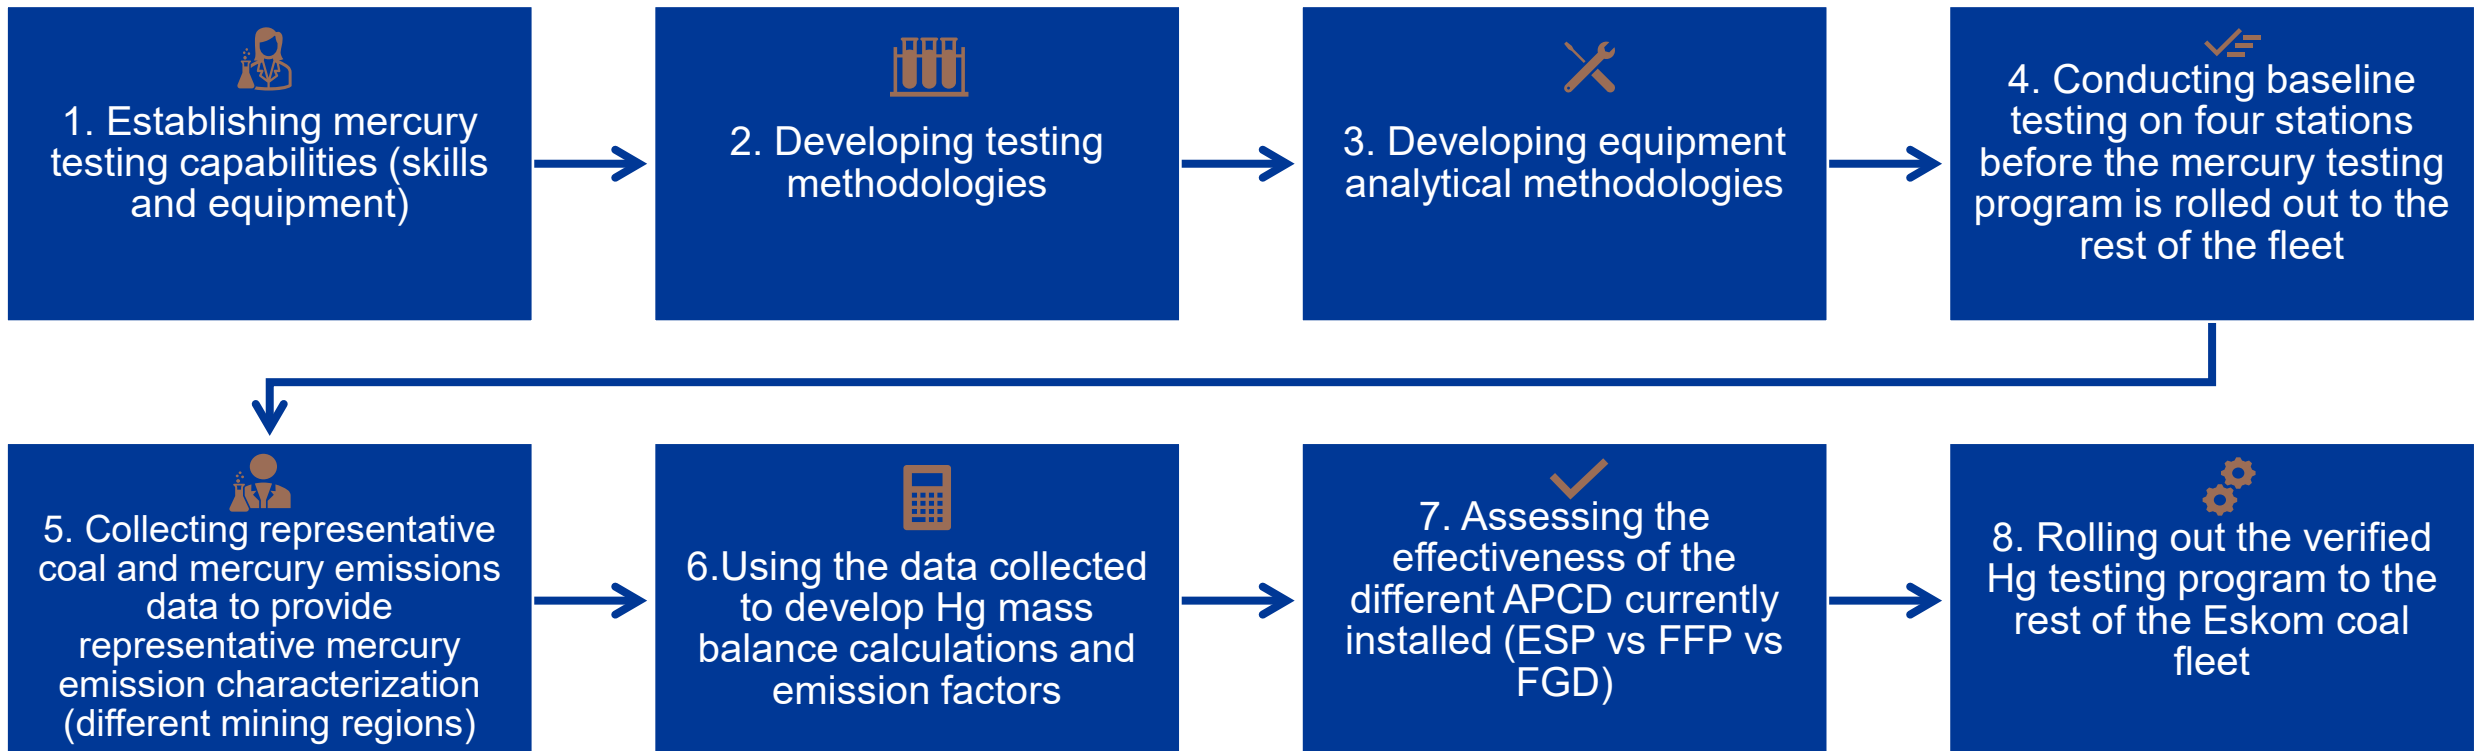 1. Establishing mercury
testing capabilities (skills
and equipment)
2. Developing testing
methodologies
3. Developing equipment
analytical methodologies
4. Conducting baseline
testing on four stations
before the mercury testing
program is rolled out to the
rest of the fleet
5. Collecting representative
coal and mercury emissions
data to provide
representative mercury
emission characterization
(different mining regions)
6.Using the data collected
to develop Hg mass
balance calculations and
emission factors
7. Assessing the
effectiveness of the
different APCD currently
installed (ESP vs FFP vs
FGD)
8. Rolling out the verified
Hg testing program to the
rest of the Eskom coal
fleet